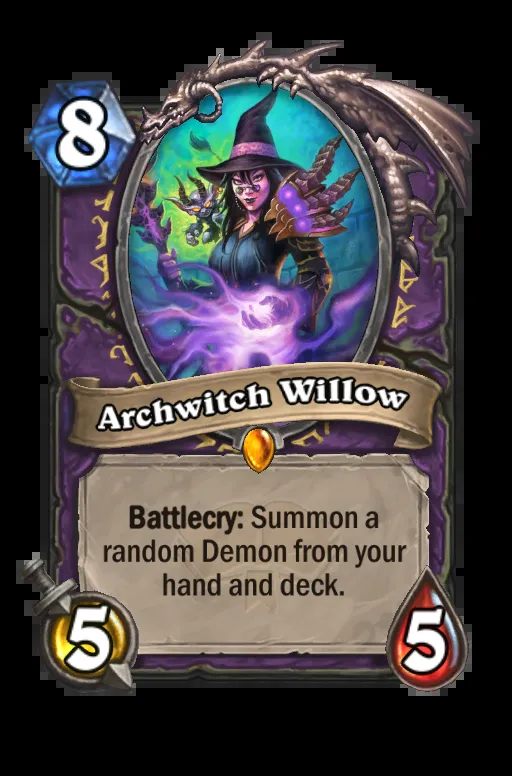 8
Archwitch Willow
Battlecry: Summon a
random Demon from your
hand and deck.
5
5